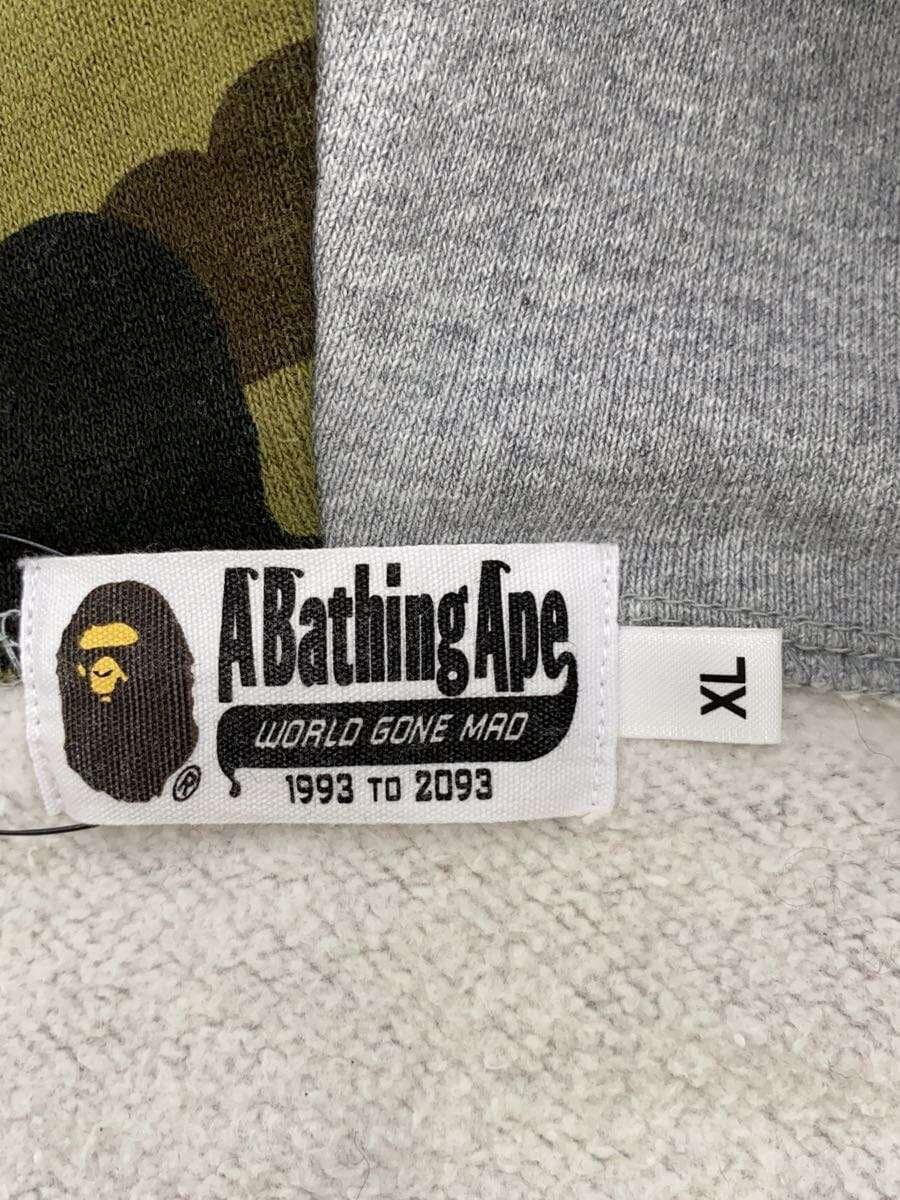 A Bathing Ape
WORLD GONE MAD
1993 TO 2093
®
XL